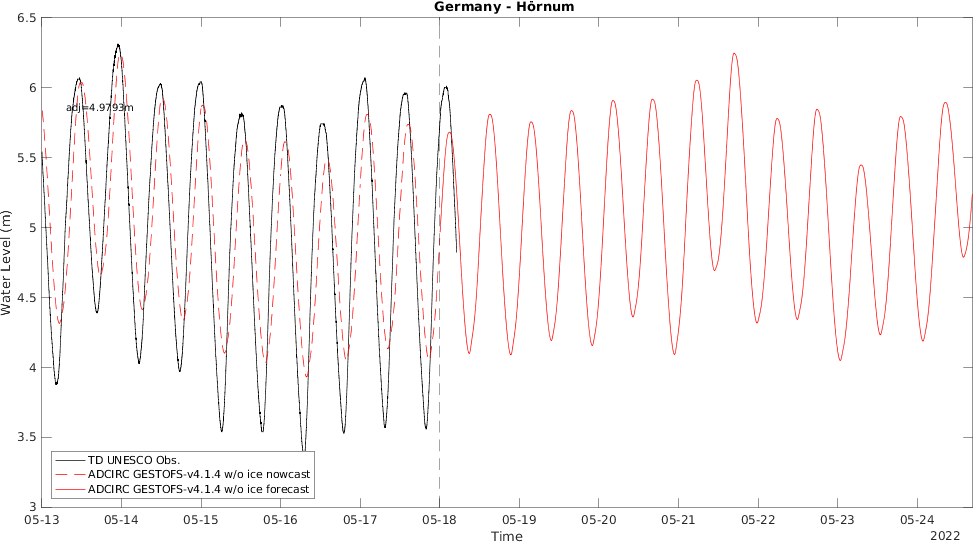 Germany - Hörnum
6.5
6
5.5
5
4.5
4
3.5
3
Water Level (m)
adj=4.9793m
TD UNESCO Obs.
ADCIRC GESTOFS-v4.1.4 w/o ice nowcast
ADCIRC GESTOFS-v4.1.4 w/o ice forecast
05-13 05-14 05-15 05-16 05-17 05-18 05-19 05-20 05-21 05-22 05-23 05-24
Time
2022